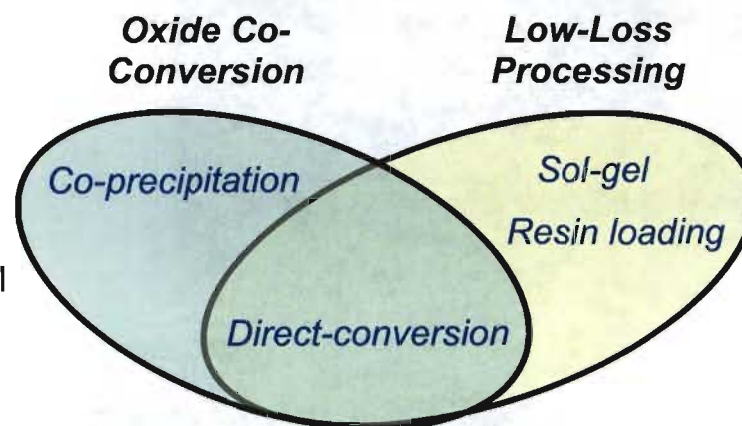 Oxide Co-
Conversion
Low-Loss
Processing
Co-precipitation
Sol-gel
Resin loading
Direct-conversion